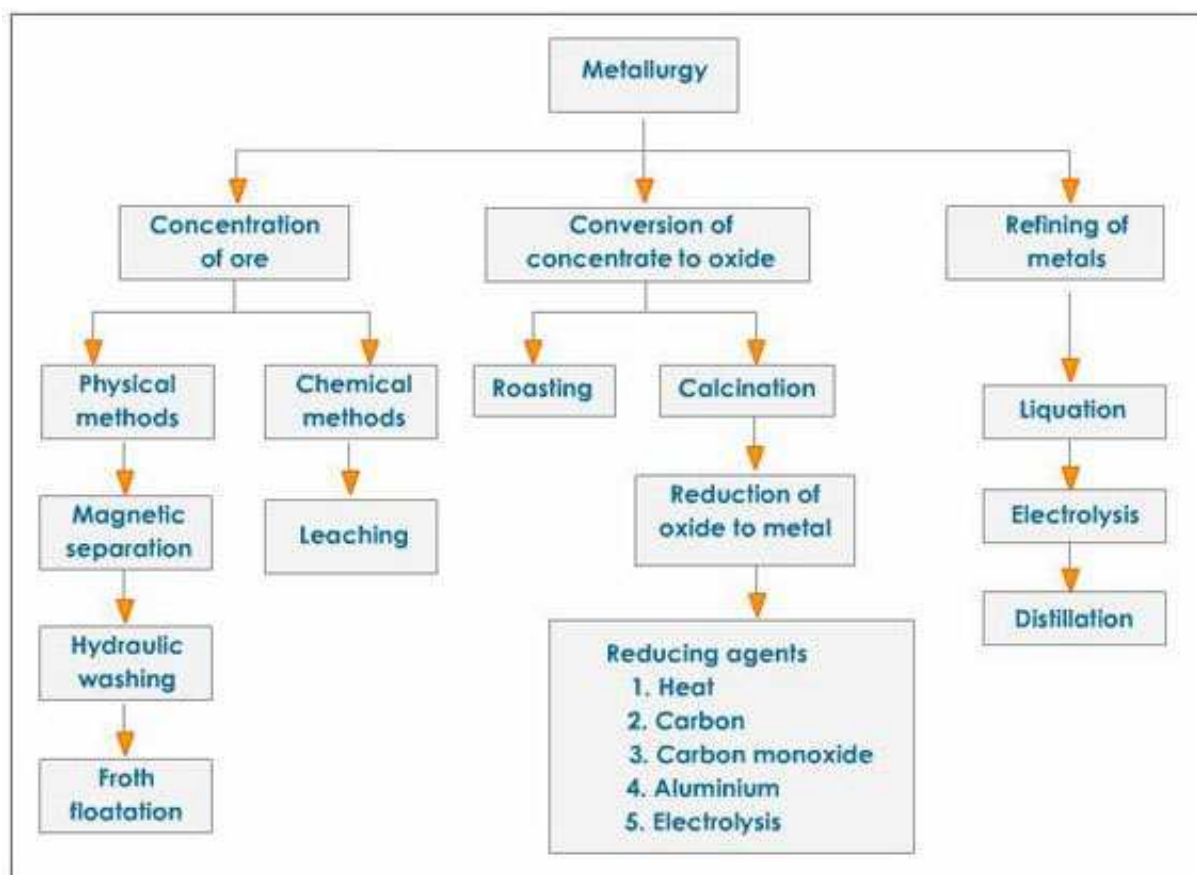 Metallurgy
Concentration
of ore
Conversion of
concentrate to oxide
Refining of
metals
Physical
methods
Chemical
methods
Roasting
Calcination
Liquation
Magnetic
separation
Leaching
Reduction of
oxide to metal
Electrolysis
Hydraulic
washing
Distillation
Froth
floatation
Reducing agents
1. Heat
2. Carbon
3. Carbon monoxide
4. Aluminium
5. Electrolysis